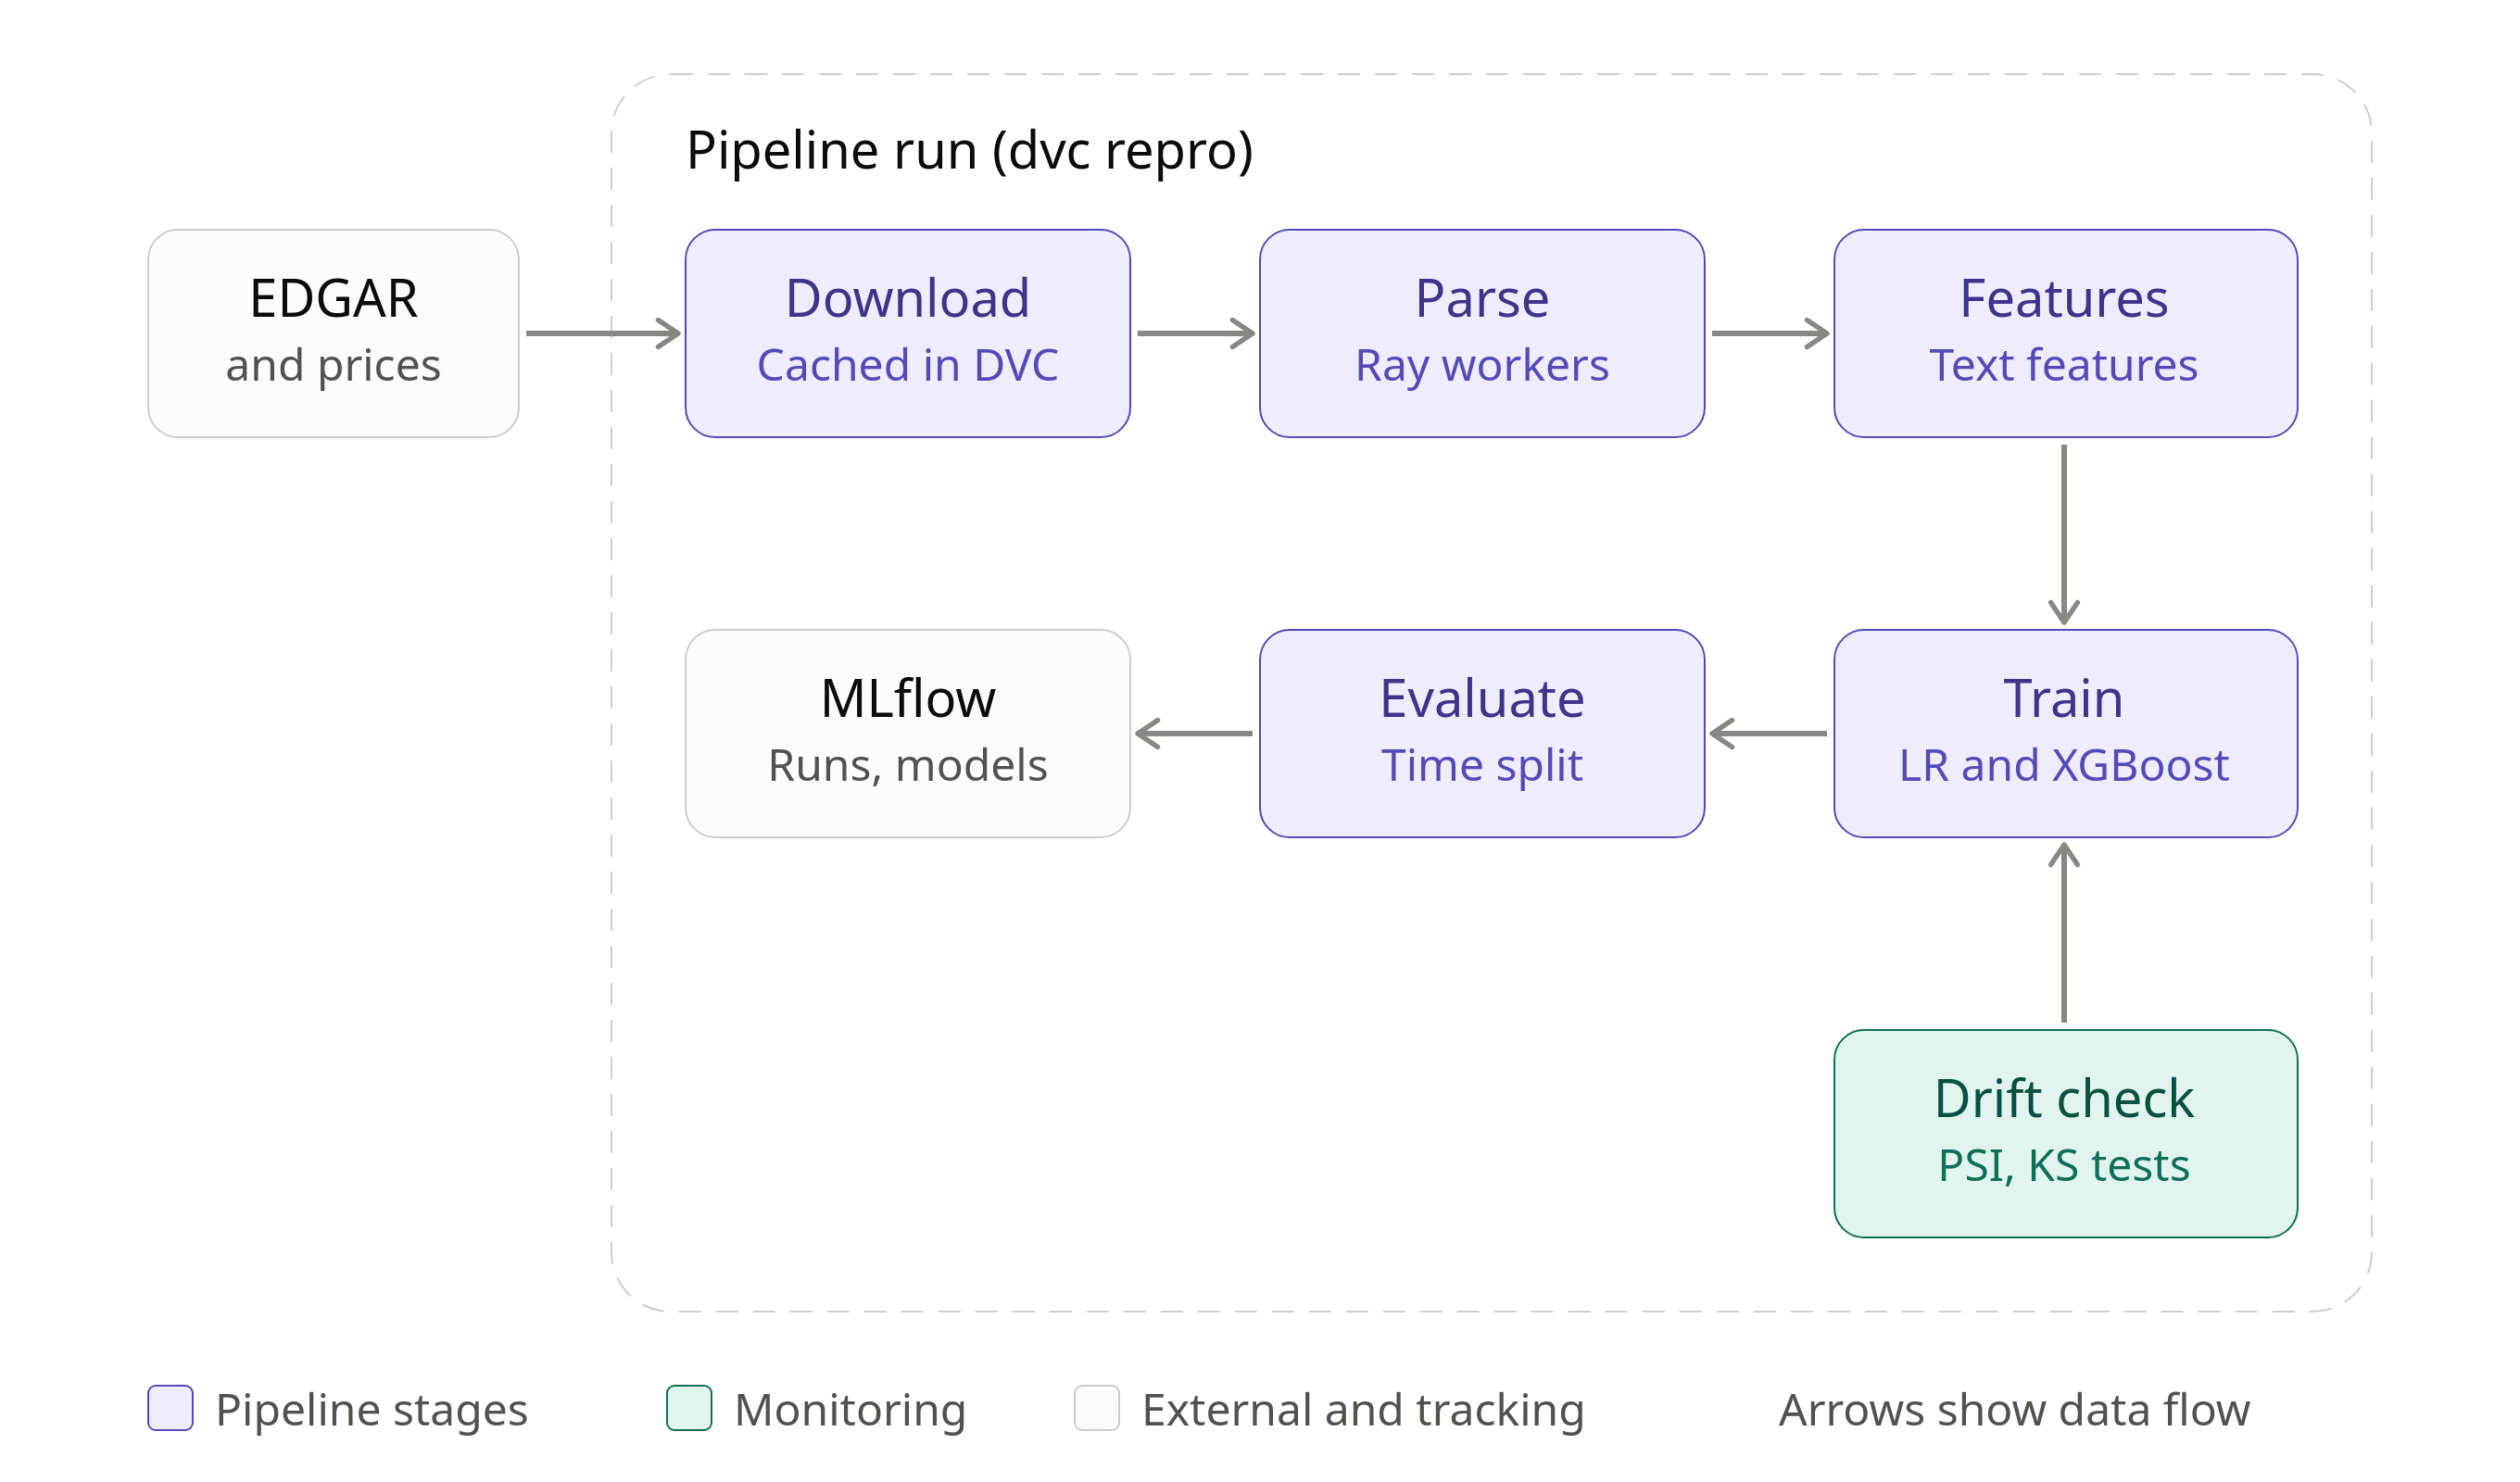 Pipeline run (dvc repro)
EDGAR
and prices
Download
Cached in DVC
Parse
Ray workers
Features
Text features
MLflow
Runs, models
Evaluate
Time split
Train
LR and XGBoost
Drift check
PSI, KS tests
Pipeline stages
Monitoring
External and tracking
Arrows show data flow